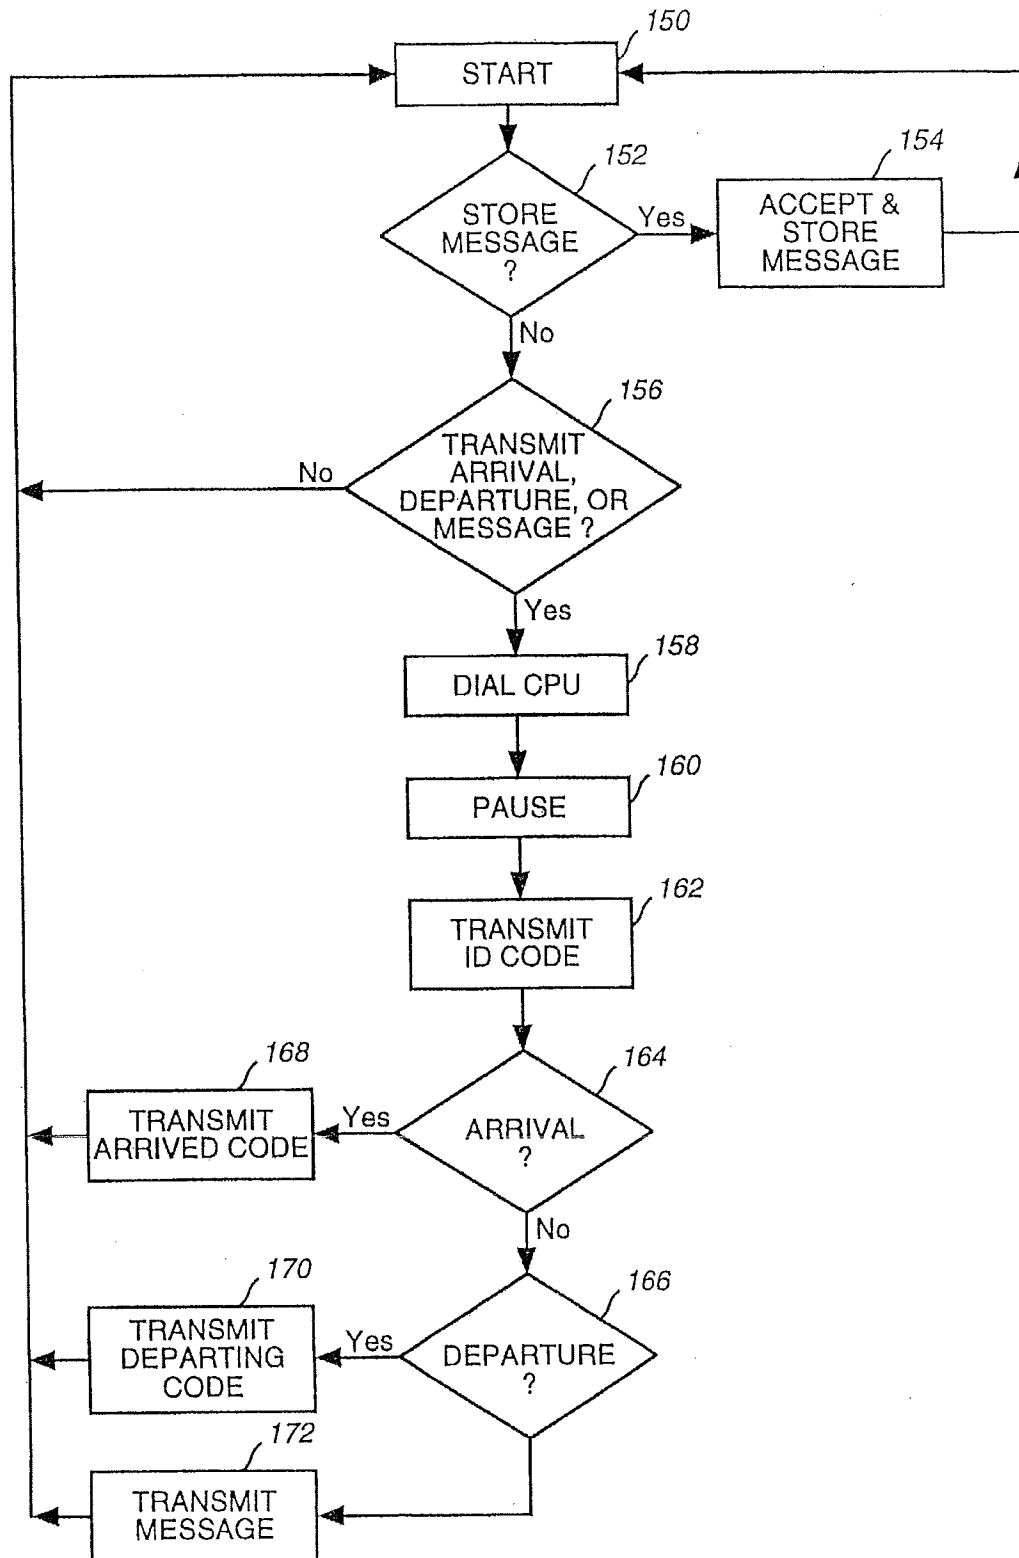 150
START
152
STORE
MESSAGE
?
Yes
154
ACCEPT &
STORE
MESSAGE
No
156
TRANSMIT
ARRIVAL,
DEPARTURE, OR
MESSAGE ?
No
Yes
158
DIAL CPU
160
PAUSE
162
TRANSMIT
ID CODE
164
ARRIVAL
?
Yes
168
TRANSMIT
ARRIVED CODE
No
166
DEPARTURE
?
Yes
170
TRANSMIT
DEPARTING
CODE
172
TRANSMIT
MESSAGE